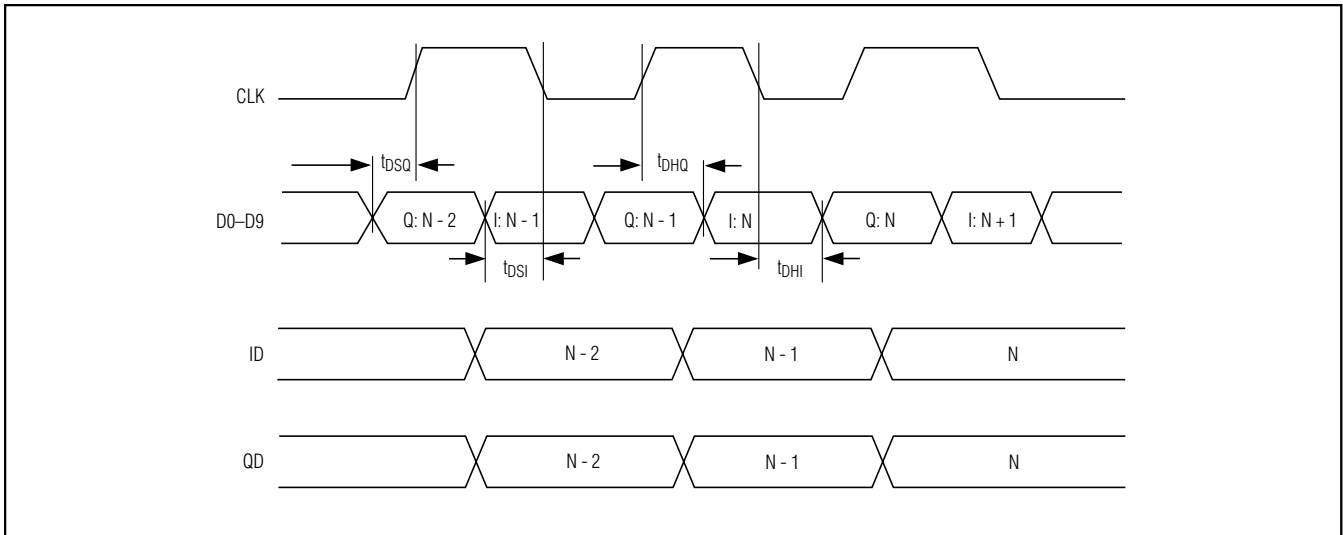 CLK
tDSQ
tDHQ
D0–D9
Q: N - 2
I: N - 1
Q: N - 1
I: N
Q: N
I: N + 1
tDSI
tDHI
ID
N - 2
N - 1
N
QD
N - 2
N - 1
N